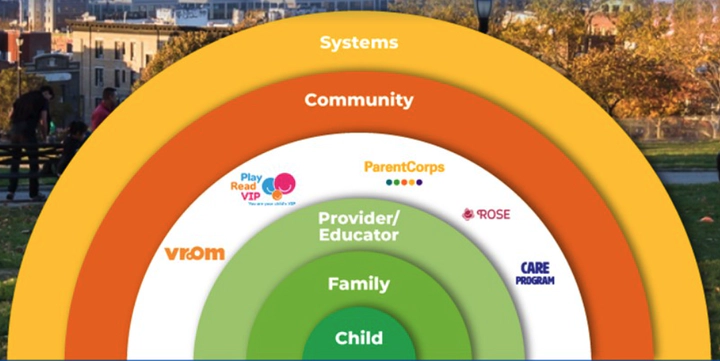 Systems
Community
ParentCorps
Play
Read
VIP
You are your child's VIP
ROSE
Provider/
Educator
vroom
CARE
PROGRAM
Family
Child